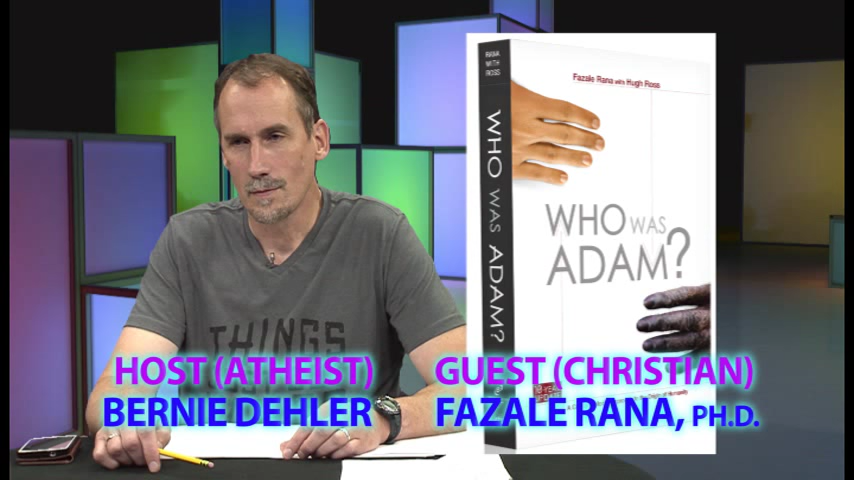 RANA
WITH
ROSS
WHO WAS ADAM?
Fazale Rana with Hugh Ross
WHO WAS
ADAM?
THINGS
HOST (ATHEIST)
BERNIE DEHLER
GUEST (CHRISTIAN)
FAZALE RANA, PH.D.